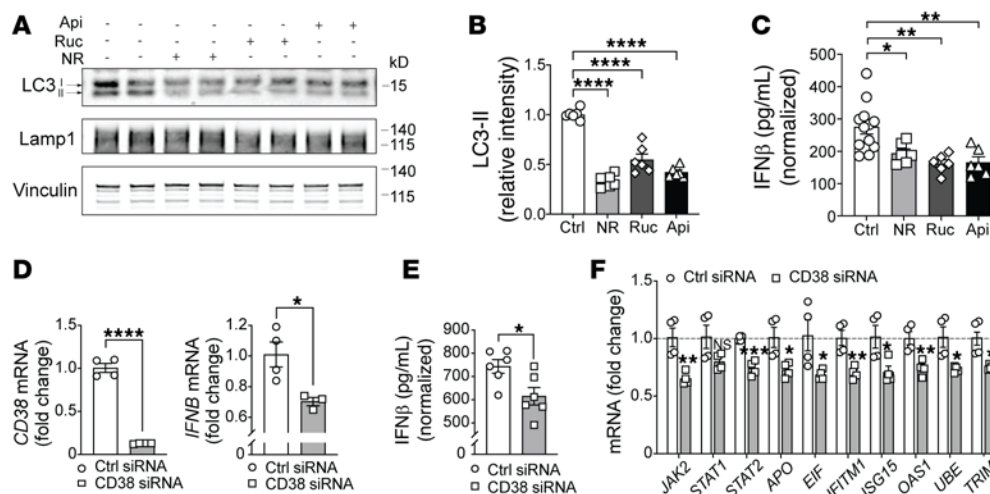 A
Api - - - - - - + +
Ruc - - - - + + - -
NR - - + + - - - - kD
LC3 I
II
15
Lamp1
140
115
Vinculin
140
115
B
LC3-II
(relative intensity)
1.5
1.0
0.5
0.0
****
****
****
Ctrl NR Ruc Api
C
IFNβ (pg/mL)
(normalized)
500
400
300
200
100
0
**
**
*
Ctrl NR Ruc Api
D
CD38 mRNA
(fold change)
1.5
1.0
0.5
0.0
****
Ctrl siRNA
CD38 siRNA
IFNB mRNA
(fold change)
1.2
1.0
0.8
0.6
0
*
Ctrl siRNA
CD38 siRNA
E
IFNβ (pg/mL)
(normalized)
900
800
700
600
500
0
*
Ctrl siRNA
CD38 siRNA
F
Ctrl siRNA CD38 siRNA
mRNA (fold change)
1.5
1.0
0.5
0.0
** NS *** * * ** * ** * *
JAK2 STAT1 STAT2 APO EIF IFITM1 ISG15 OAS1 UBE TRIM